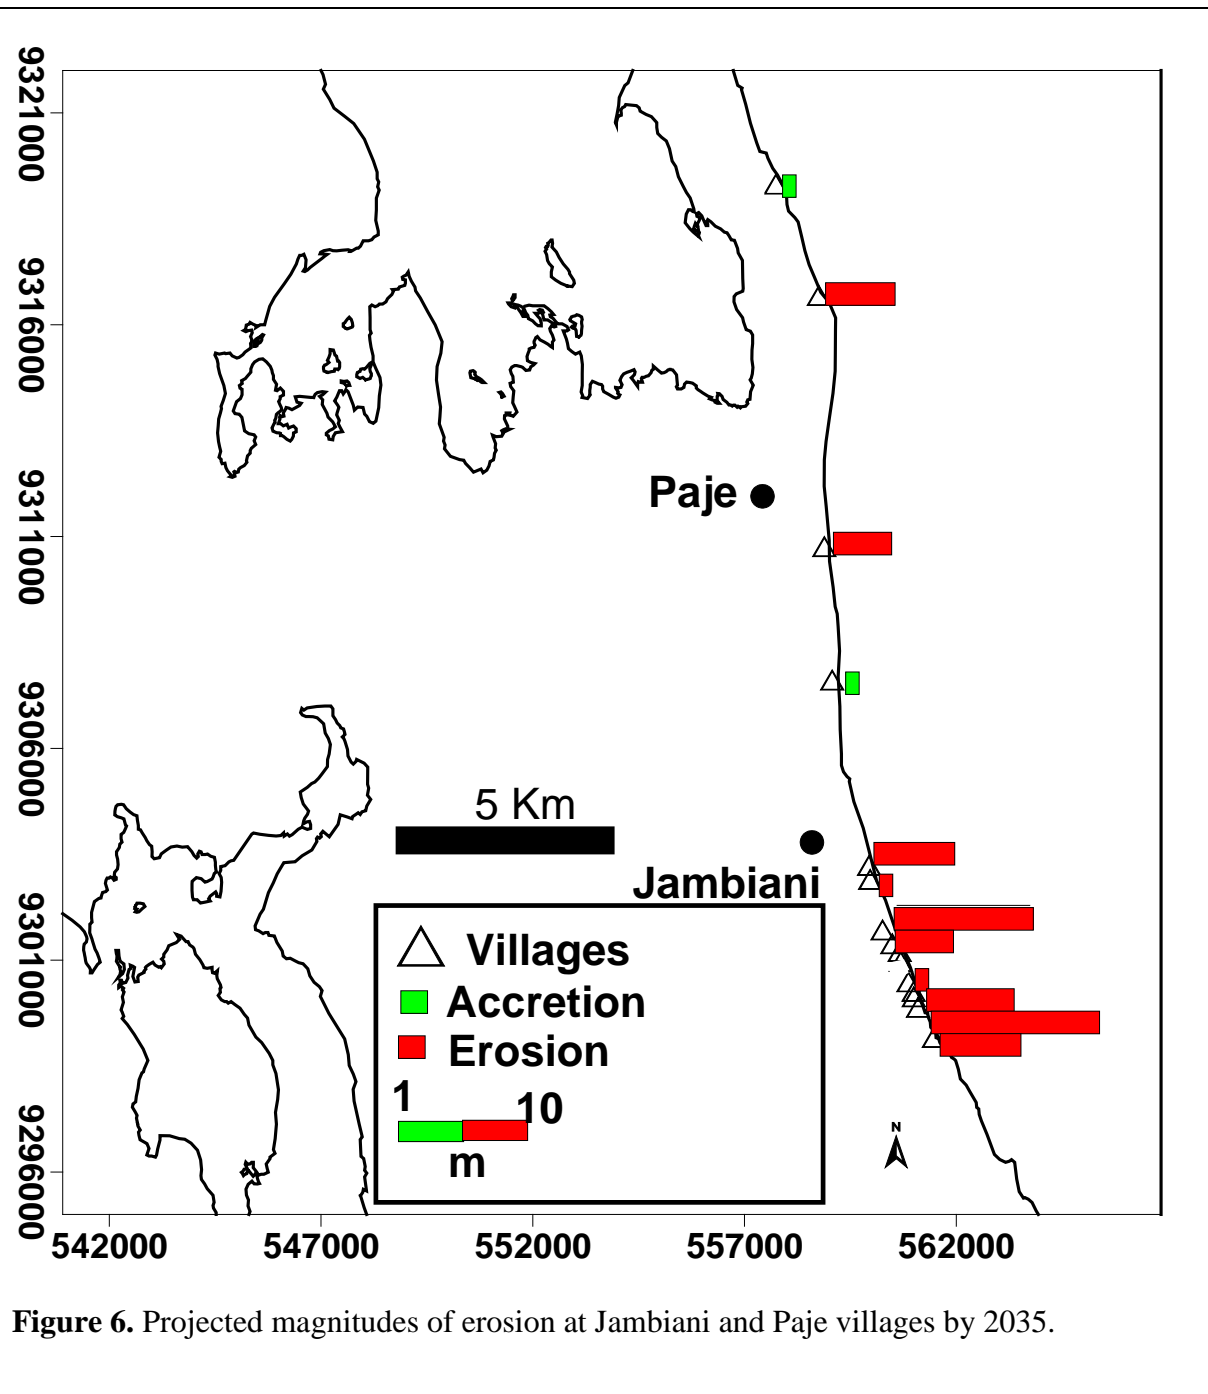 9321000
9316000
9311000
9306000
9301000
9296000
Paje
5 Km
Jambiani
Villages
Accretion
Erosion
1
10
m
N
542000
547000
552000
557000
562000
Figure 6. Projected magnitudes of erosion at Jambiani and Paje villages by 2035.